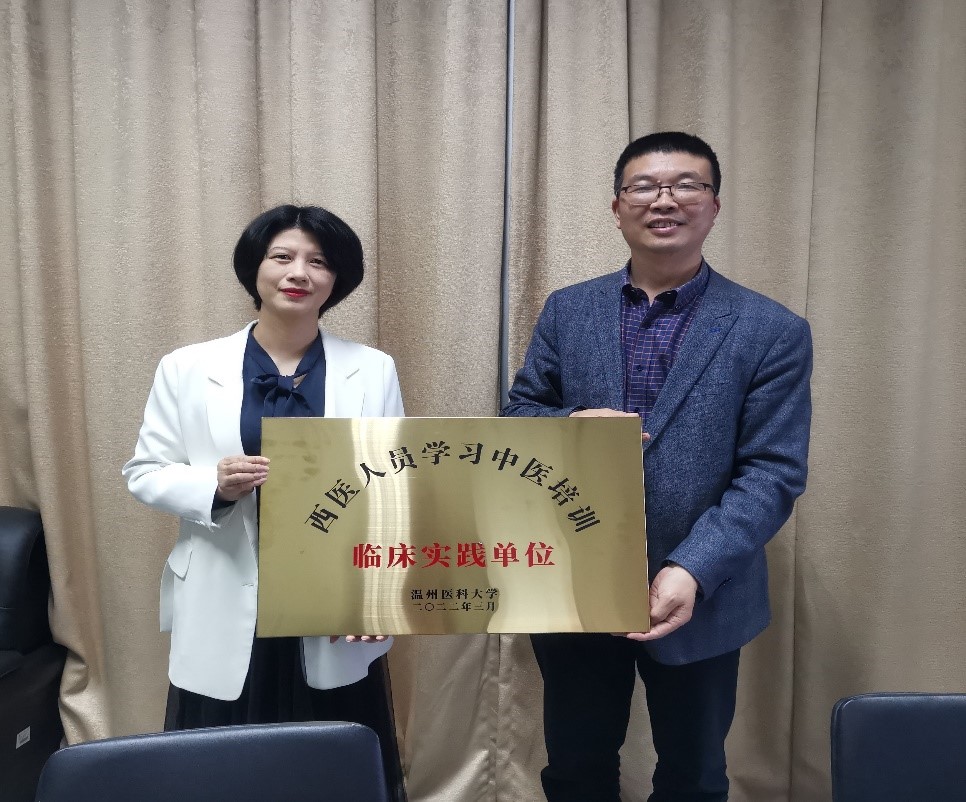 西医人员学习中医培训
临床实践单位
温州医科大学
二〇二二年三月